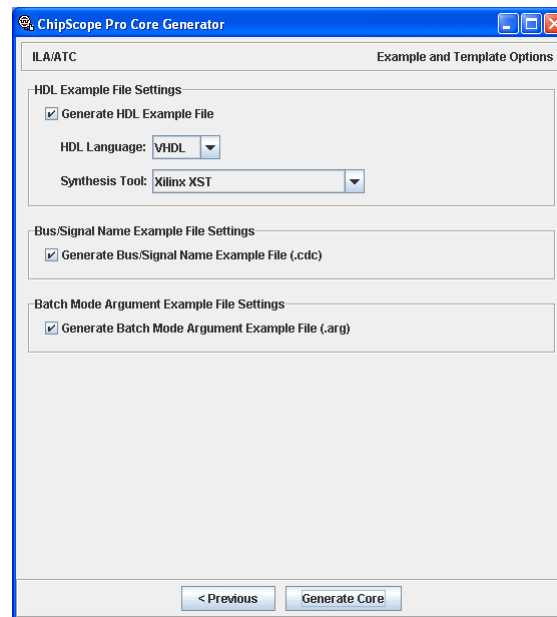 ChipScope Pro Core Generator
ILA/ATC Example and Template Options
HDL Example File Settings
Generate HDL Example File
HDL Language: VHDL
Synthesis Tool: Xilinx XST
Bus/Signal Name Example File Settings
Generate Bus/Signal Name Example File (.cdc)
Batch Mode Argument Example File Settings
Generate Batch Mode Argument Example File (.arg)
< Previous Generate Core